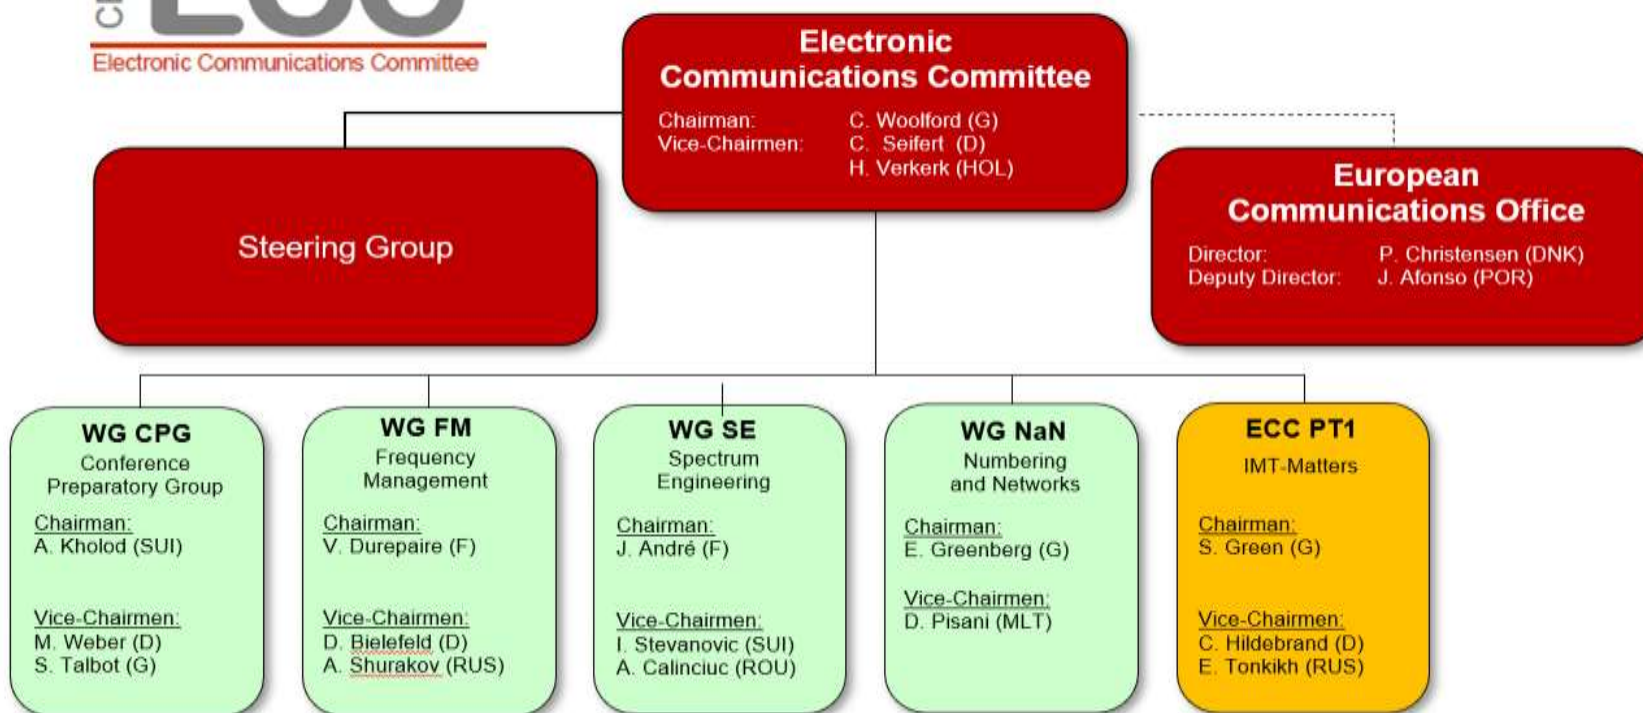 Electronic Communications Committee
Electronic
Communications Committee
Chairman: C. Woolford (G)
Vice-Chairmen: C. Seifert (D)
H. Verkerk (HOL)
Steering Group
European
Communications Office
Director: P. Christensen (DNK)
Deputy Director: J. Afonso (POR)
WG CPG
Conference
Preparatory Group
Chairman:
A. Kholod (SUI)
Vice-Chairmen:
M. Weber (D)
S. Talbot (G)
WG FM
Frequency
Management
Chairman:
V. Durepaire (F)
Vice-Chairmen:
D. Bielefeld (D)
A. Shurakov (RUS)
WG SE
Spectrum
Engineering
Chairman:
J. André (F)
Vice-Chairmen:
I. Stevanovic (SUI)
A. Calinciuc (ROU)
WG NaN
Numbering
and Networks
Chairman:
E. Greenberg (G)
Vice-Chairmen:
D. Pisani (MLT)
ECC PT1
IMT-Matters
Chairman:
S. Green (G)
Vice-Chairmen:
C. Hildebrand (D)
E. Tonkikh (RUS)